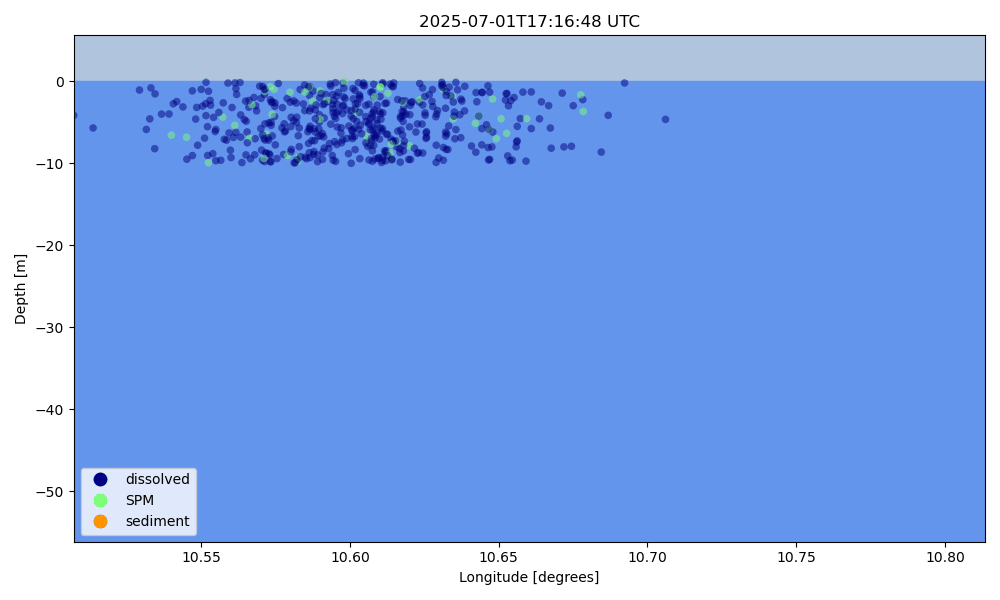 2025-07-01T17:16:48 UTC
0
−10
−20
−30
−40
−50
Depth [m]
dissolved
SPM
sediment
10.55 10.60 10.65 10.70 10.75 10.80
Longitude [degrees]